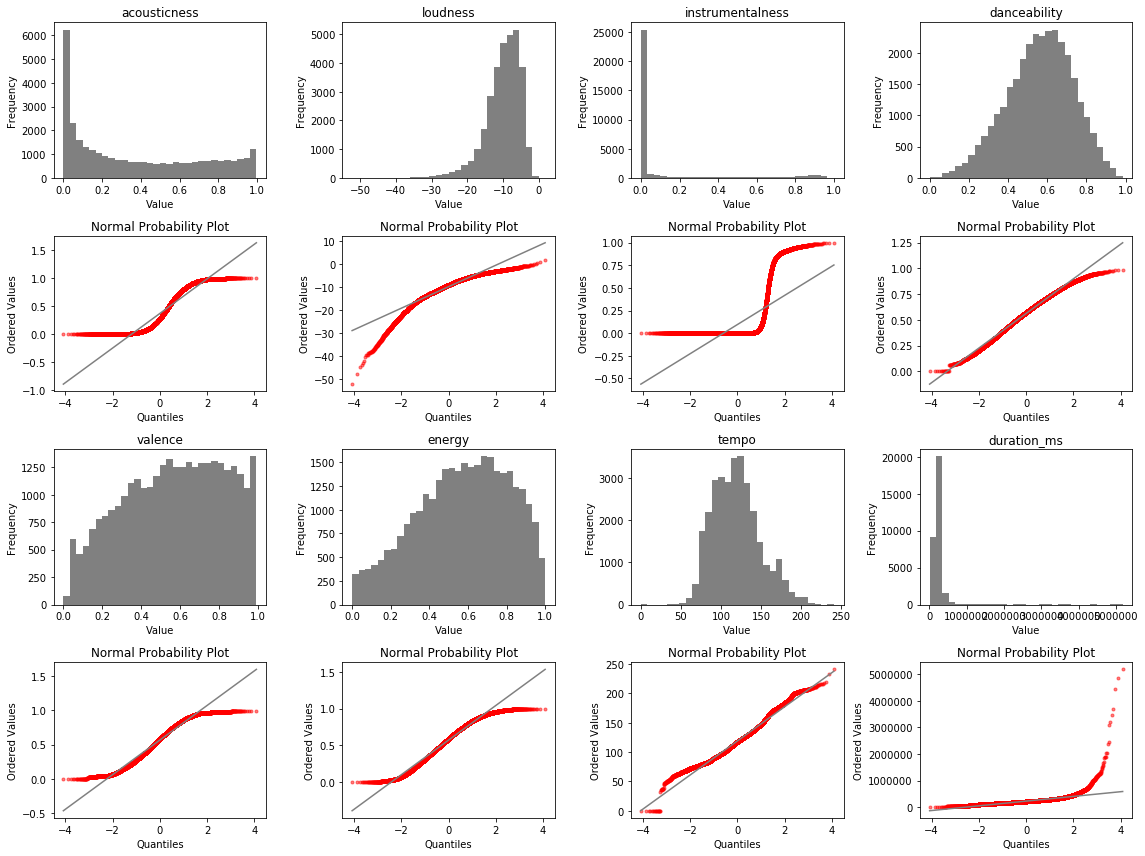 acousticness
Frequency
6000
5000
4000
3000
2000
1000
0
0.0 0.2 0.4 0.6 0.8 1.0
Value
loudness
Frequency
5000
4000
3000
2000
1000
0
−50 −40 −30 −20 −10 0
Value
instrumentalness
Frequency
25000
20000
15000
10000
5000
0
0.0 0.2 0.4 0.6 0.8 1.0
Value
danceability
Frequency
2000
1500
1000
500
0
0.0 0.2 0.4 0.6 0.8 1.0
Value
Normal Probability Plot
Ordered Values
1.5
1.0
0.5
0.0
−0.5
−1.0
−4 −2 0 2 4
Quantiles
Normal Probability Plot
Ordered Values
10
0
−10
−20
−30
−40
−50
−4 −2 0 2 4
Quantiles
Normal Probability Plot
Ordered Values
1.00
0.75
0.50
0.25
0.00
−0.25
−0.50
−4 −2 0 2 4
Quantiles
Normal Probability Plot
Ordered Values
1.25
1.00
0.75
0.50
0.25
0.00
−4 −2 0 2 4
Quantiles
valence
Frequency
1250
1000
750
500
250
0
0.0 0.2 0.4 0.6 0.8 1.0
Value
energy
Frequency
1500
1250
1000
750
500
250
0
0.0 0.2 0.4 0.6 0.8 1.0
Value
tempo
Frequency
3000
2000
1000
0
0 50 100 150 200 250
Value
duration_ms
Frequency
20000
15000
10000
5000
0
0 1000000 2000000 3000000 4000000 5000000
Value
Normal Probability Plot
Ordered Values
1.5
1.0
0.5
0.0
−0.5
−4 −2 0 2 4
Quantiles
Normal Probability Plot
Ordered Values
1.5
1.0
0.5
0.0
−4 −2 0 2 4
Quantiles
Normal Probability Plot
Ordered Values
250
200
150
100
50
0
−4 −2 0 2 4
Quantiles
Normal Probability Plot
Ordered Values
5000000
4000000
3000000
2000000
1000000
0
−4 −2 0 2 4
Quantiles